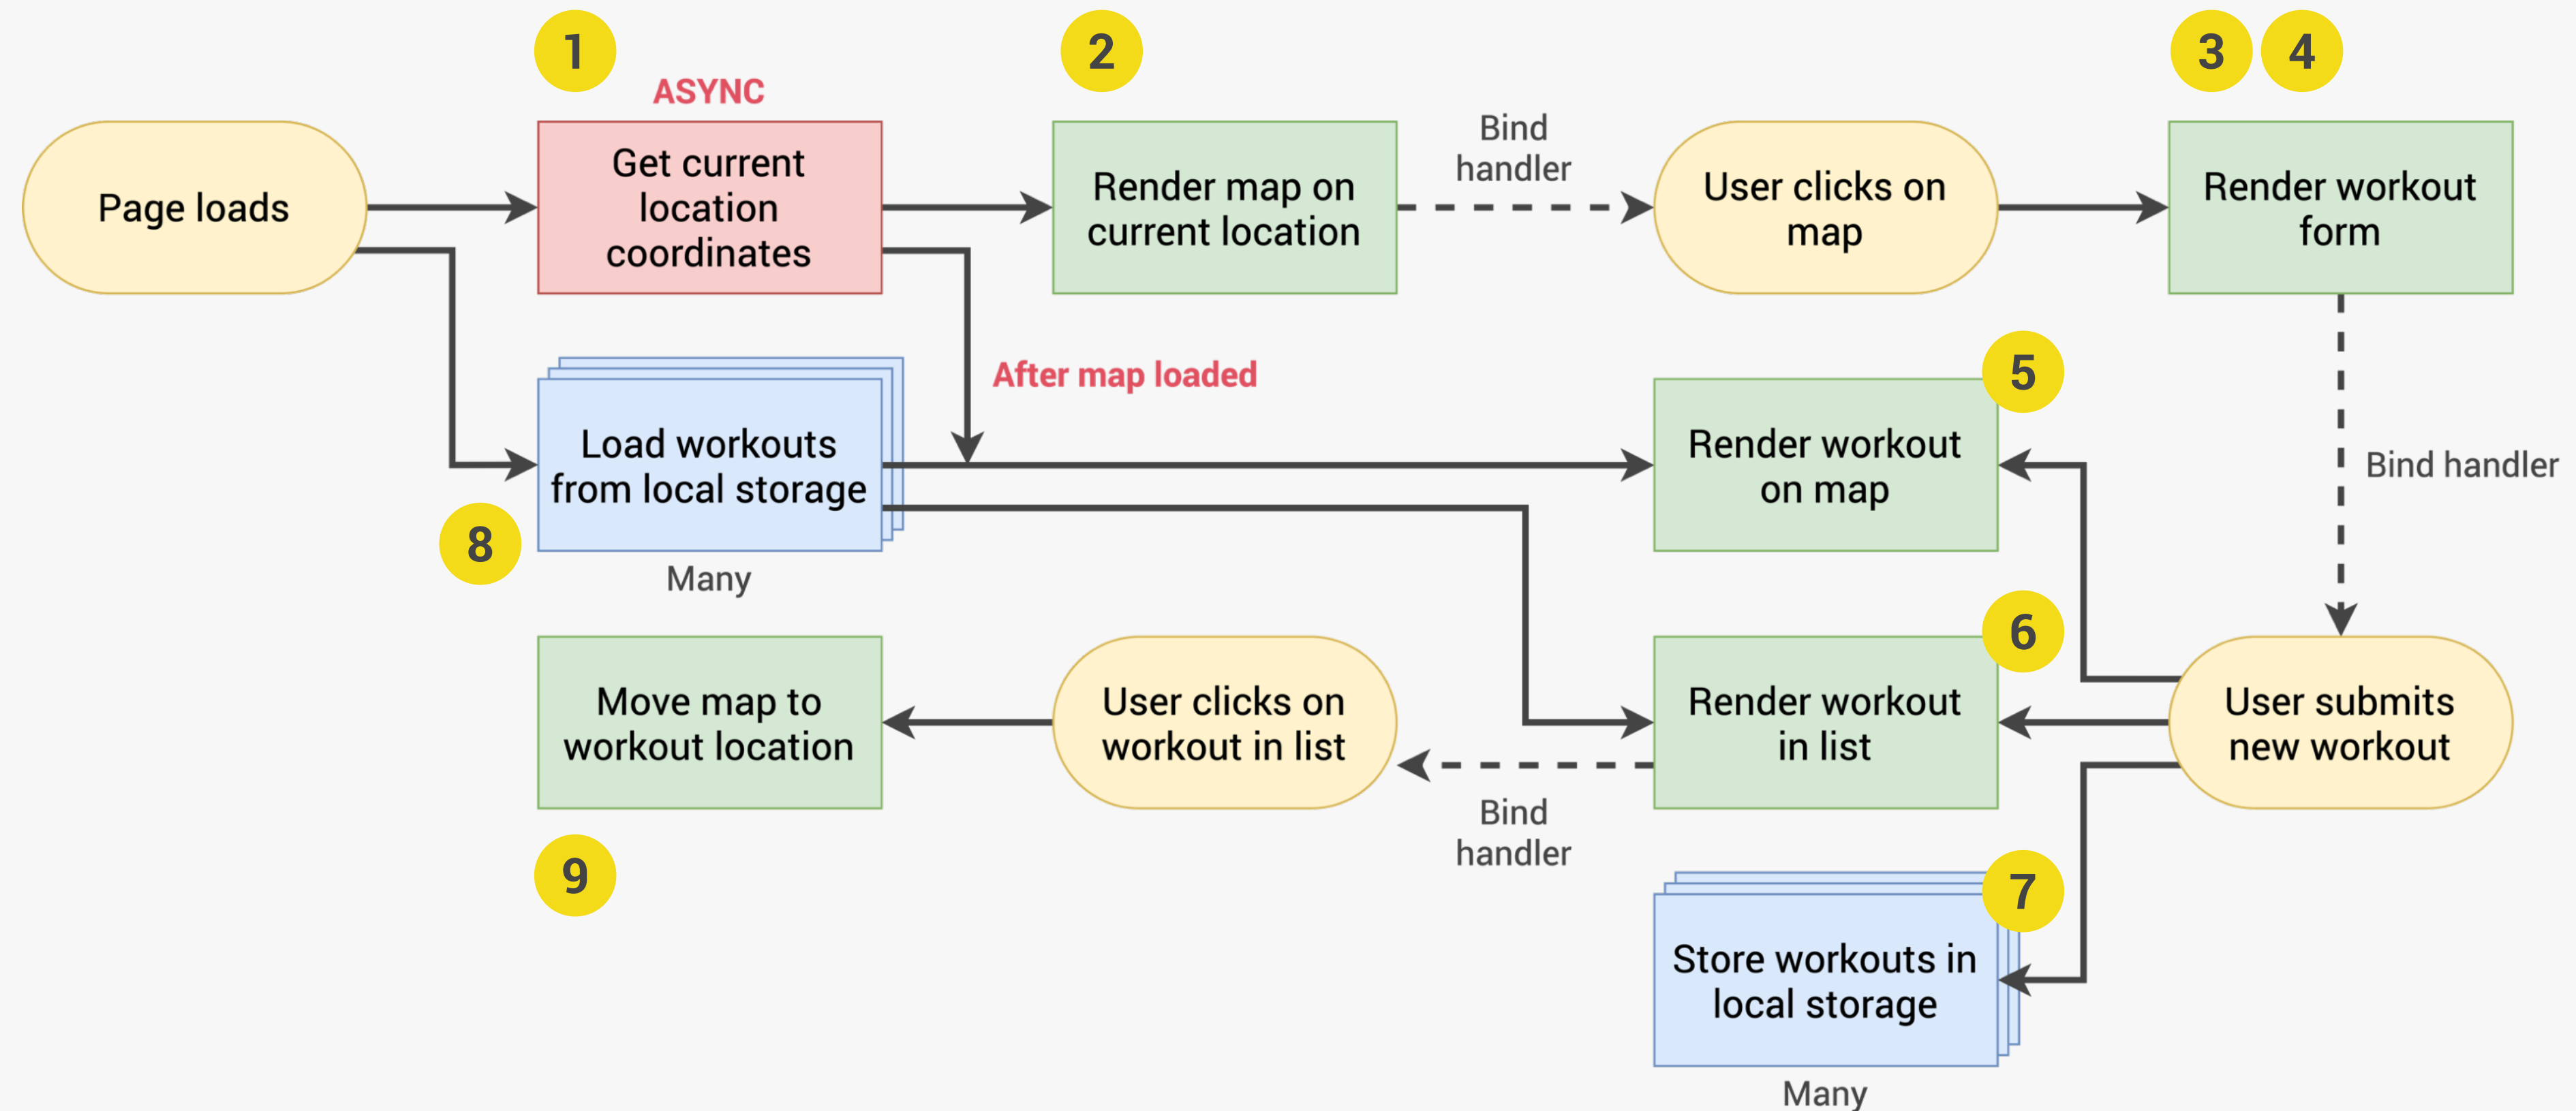 1
2
3
4
ASYNC
Page loads
Get current
location
coordinates
Render map on
current location
Bind
handler
User clicks on
map
Render workout
form
After map loaded
5
Load workouts
from local storage
Render workout
on map
Bind handler
8
Many
6
Move map to
workout location
User clicks on
workout in list
Render workout
in list
User submits
new workout
Bind
handler
9
7
Store workouts in
local storage
Many